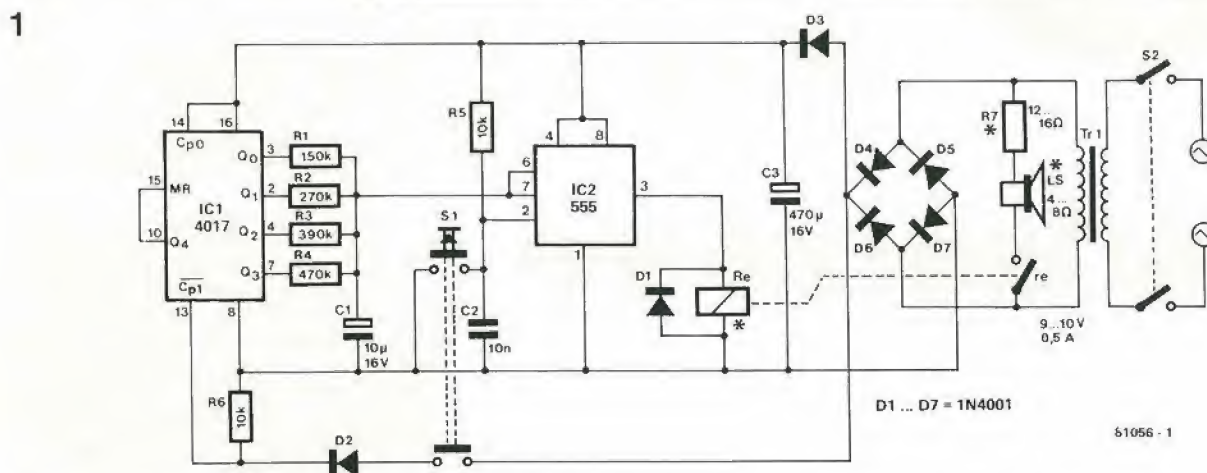 1
D3
S2
14
16
Cp0
R5
10k
R1
150k
Q0
3
R2
270k
Q1
2
R3
390k
Q2
4
R4
470k
Q3
7
15
MR
IC1
4017
10
Q4
Cp1
13
8
4
8
6
7
2
IC2
555
3
1
S1
C1
10µ
16V
C2
10n
D1
Re
*
C3
470µ
16V
D4
D5
D6
D7
R7
*
12...
16Ω
*
LS
4...
8Ω
Tr1
re
9...10V
0,5 A
R6
10k
D2
D1 ... D7 = 1N4001
81056 - 1